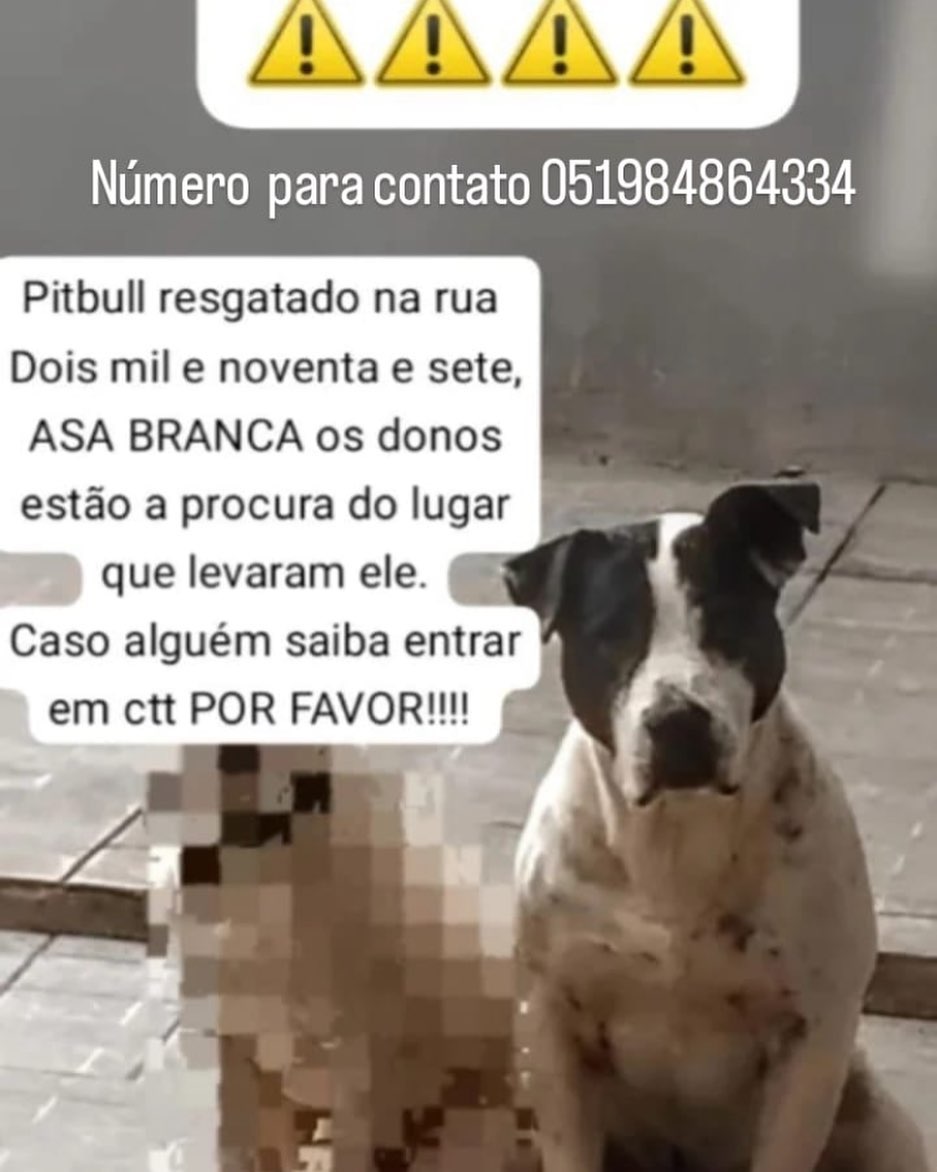 Número para contato 051984864334
Pitbull resgatado na rua
Dois mil e noventa e sete,
ASA BRANCA os donos
estão a procura do lugar
que levaram ele.
Caso alguém saiba entrar
em ctt POR FAVOR!!!!